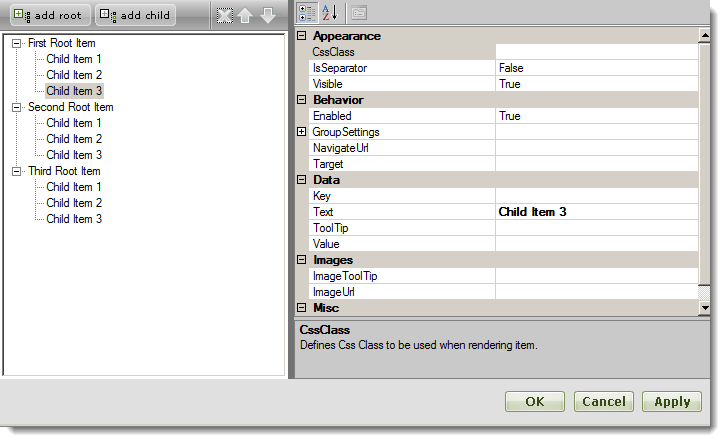 add root
add child
First Root Item
Child Item 1
Child Item 2
Child Item 3
Second Root Item
Child Item 1
Child Item 2
Child Item 3
Third Root Item
Child Item 1
Child Item 2
Child Item 3
A
Z
Appearance
CssClass
IsSeparator False
Visible True
Behavior
Enabled True
GroupSettings
NavigateUrl
Target
Data
Key
Text Child Item 3
ToolTip
Value
Images
ImageToolTip
ImageUrl
Misc
CssClass
Defines Css Class to be used when rendering item.
OK Cancel Apply